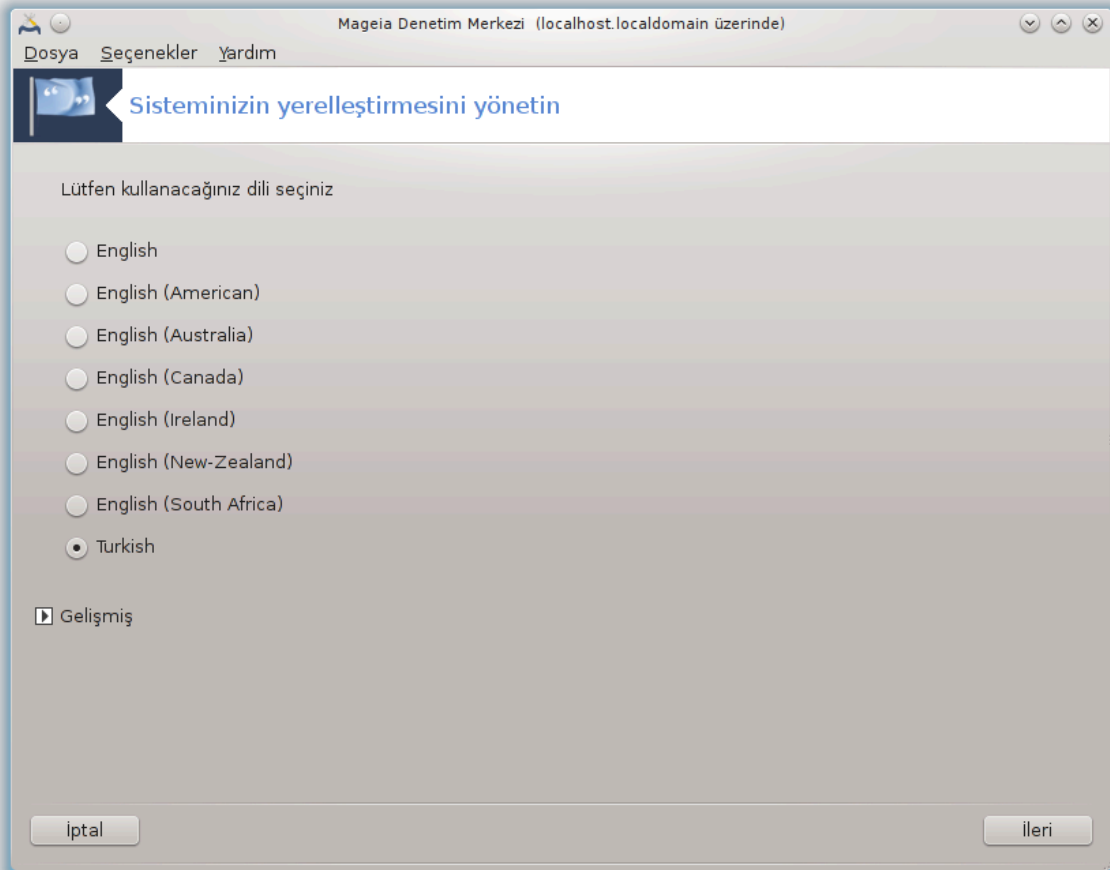 Mageia Denetim Merkezi (localhost.localdomain üzerinde)
Dosya Seçenekler Yardım
Sisteminizin yerelleştirmesini yönetin
Lütfen kullanacağınız dili seçiniz
English
English (American)
English (Australia)
English (Canada)
English (Ireland)
English (New-Zealand)
English (South Africa)
Turkish
Gelişmiş
İptal İleri